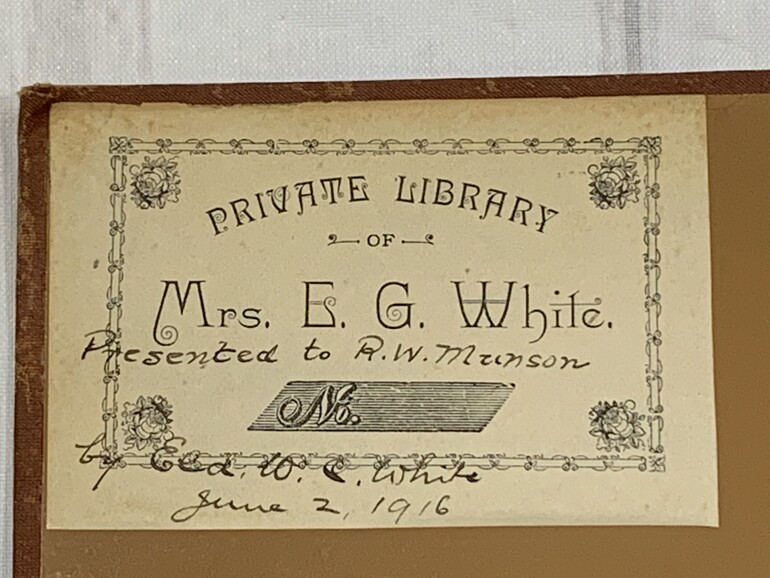 PRIVATE LIBRARY
OF
Mrs. E. G. White.
Presented to R. W. Munson
No.
by Eld. W. C. White
June 2, 1916